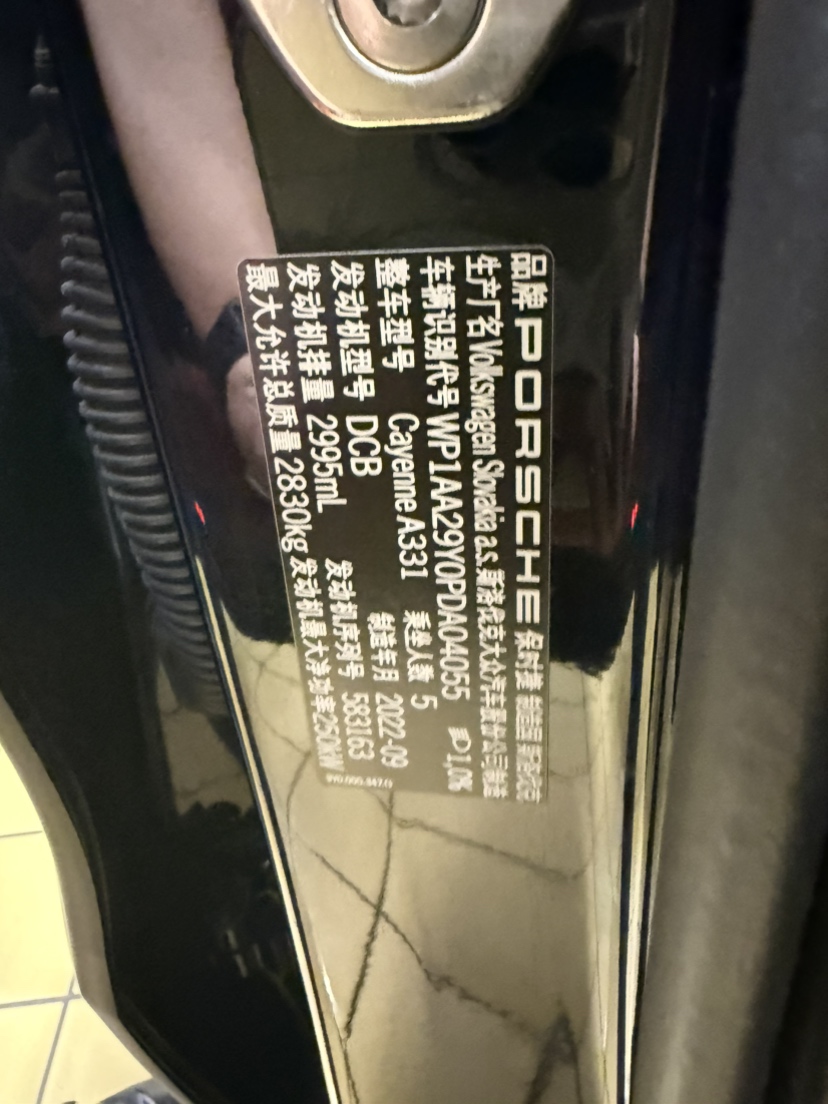 品牌 PORSCHE 保时捷 制造国 斯洛伐克
生产厂名 Volkswagen Slovakia a.s. 斯洛伐克大众汽车股份公司制造
车辆识别代号 WP1AA29Y0PDA04055 1,0%
整车型号 Cayenne A331 乘坐人数 5
发动机型号 DCB 制造年月 2022-09
发动机排量 2995mL 发动机序列号 583163
最大允许总质量 2830kg 发动机最大净功率 250kW